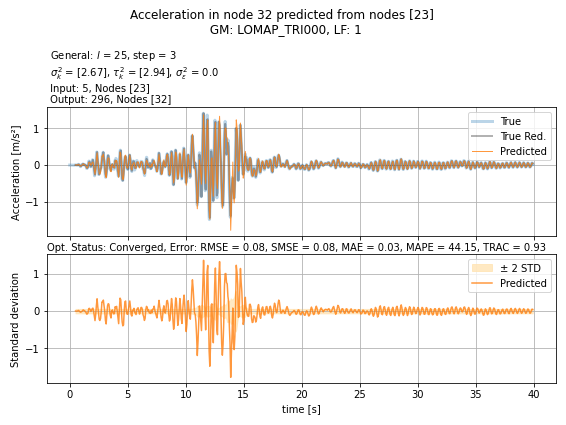 Acceleration in node 32 predicted from nodes [23]
GM: LOMAP_TRI000, LF: 1
General: l = 25, step = 3
σ²ₖ = [2.67], τ²ₖ = [2.94], σ²ε = 0.0
Input: 5, Nodes [23]
Output: 296, Nodes [32]
Acceleration [m/s²]
1
0
−1
True
True Red.
Predicted
Opt. Status: Converged, Error: RMSE = 0.08, SMSE = 0.08, MAE = 0.03, MAPE = 44.15, TRAC = 0.93
Standard deviation
1
0
−1
± 2 STD
Predicted
0 5 10 15 20 25 30 35 40
time [s]